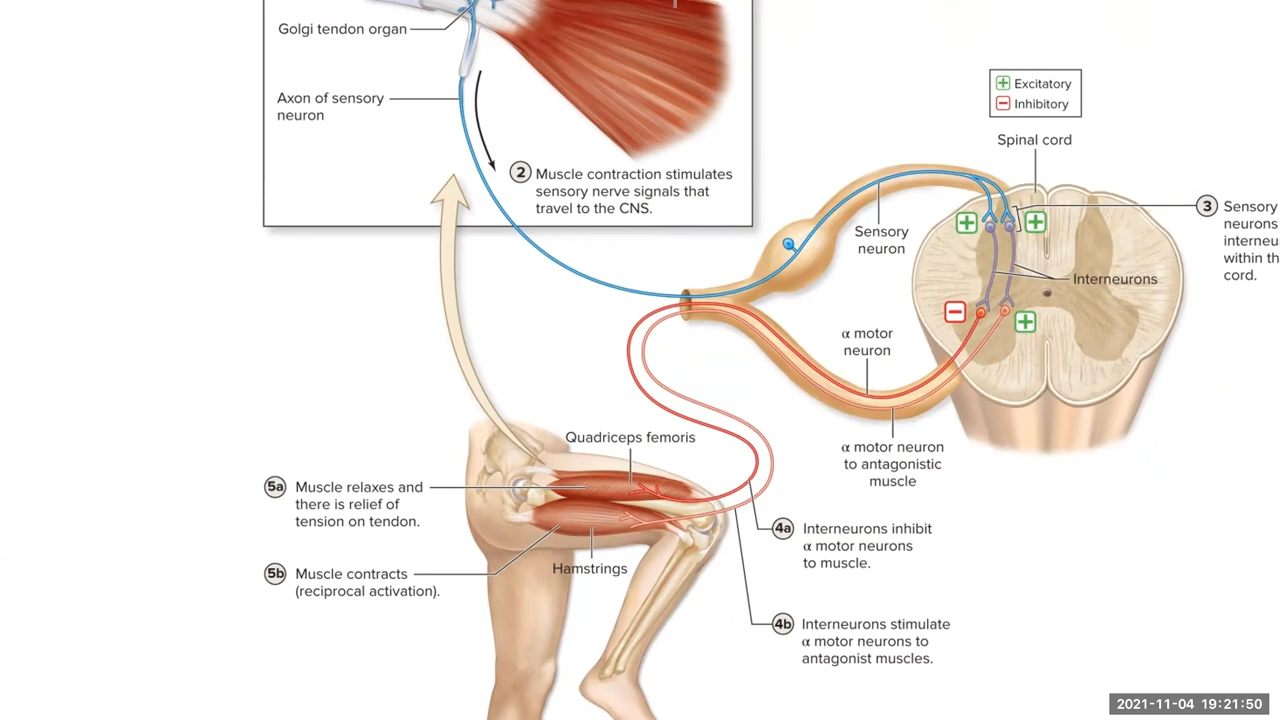 Golgi tendon organ
Axon of sensory
neuron
2 Muscle contraction stimulates
sensory nerve signals that
travel to the CNS.
+ Excitatory
− Inhibitory
Spinal cord
3 Sensory
neurons
interneu
within th
cord.
+
+
Sensory
neuron
Interneurons
−
+
α motor
neuron
α motor neuron
to antagonistic
muscle
Quadriceps femoris
5a Muscle relaxes and
there is relief of
tension on tendon.
5b Muscle contracts
(reciprocal activation).
Hamstrings
4a Interneurons inhibit
α motor neurons
to muscle.
4b Interneurons stimulate
α motor neurons to
antagonist muscles.
2021-11-04 19:21:50